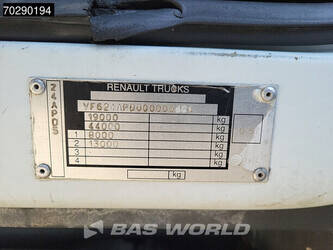 70290194
RENAULT TRUCKS
24APO5
19000 kg
44000 kg
1 8000 kg
2 13000 kg
3 kg
4 kg
kg
BAS WORLD